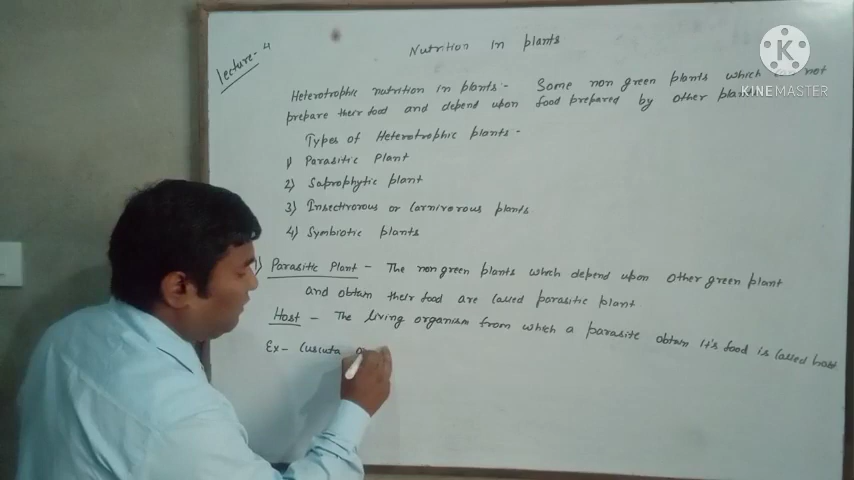 Lecture-4
Nutrition in plants
Heterotrophic nutrition in plants:- Some non green plants which not
prepare their food and depend upon food prepared by other
Types of Heterotrophic plants:-
1) Parasitic Plant
2) Saprophytic plant
3) Insectivorous or Carnivorous plants
4) Symbiotic plants
1) Parasitic Plant - The non green plants which depend upon other green plant
and obtain their food are called parasitic plant
Host - The living organism from which a parasite obtain it's food is called host
Ex- Cuscuta
KINEMASTER